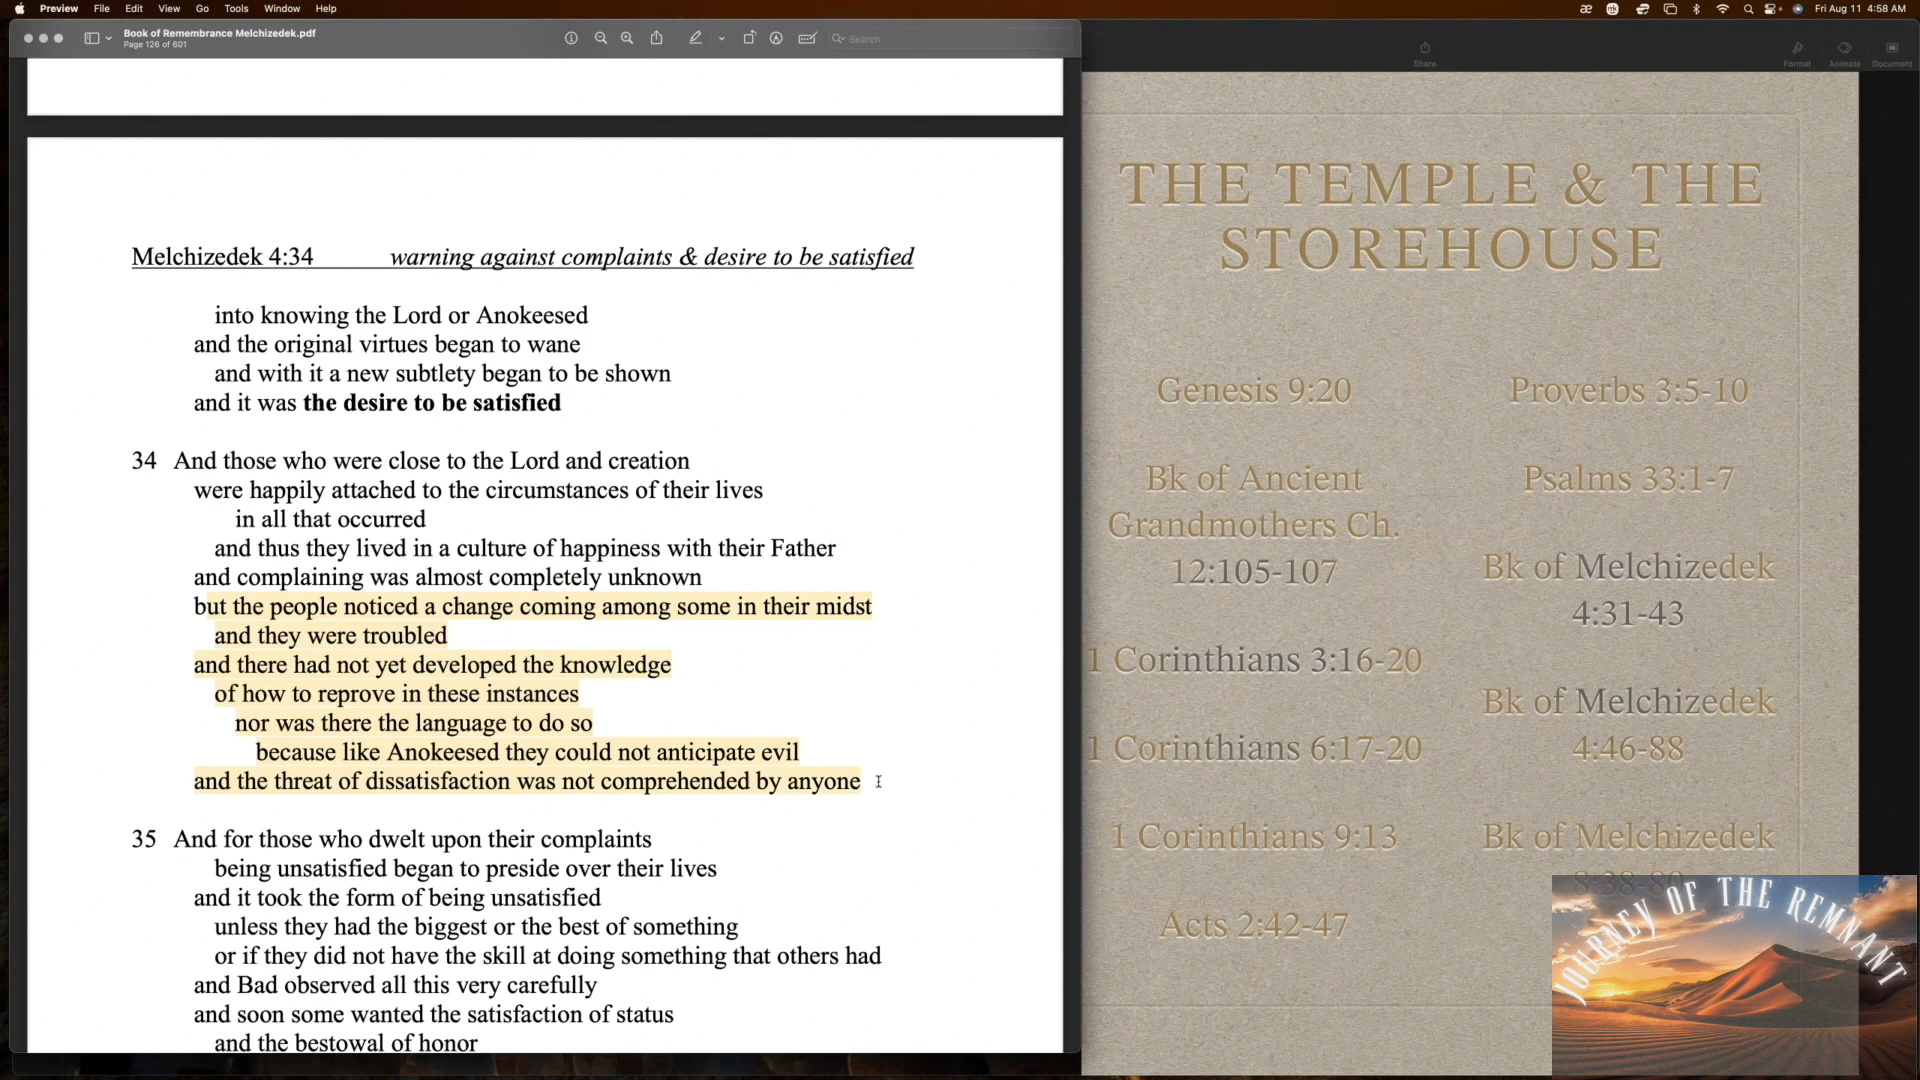 Preview File Edit View Go Tools Window Help
Fri Aug 11 4:58 AM
Book of Remembrance Melchizedek.pdf
Page 126 of 601
Search
Share
Format
Animate
Document
Melchizedek 4:34 warning against complaints & desire to be satisfied
into knowing the Lord or Anokeesed
and the original virtues began to wane
and with it a new subtlety began to be shown
and it was the desire to be satisfied
34 And those who were close to the Lord and creation
were happily attached to the circumstances of their lives
in all that occurred
and thus they lived in a culture of happiness with their Father
and complaining was almost completely unknown
but the people noticed a change coming among some in their midst
and they were troubled
and there had not yet developed the knowledge
of how to reprove in these instances
nor was there the language to do so
because like Anokeesed they could not anticipate evil
and the threat of dissatisfaction was not comprehended by anyone
35 And for those who dwelt upon their complaints
being unsatisfied began to preside over their lives
and it took the form of being unsatisfied
unless they had the biggest or the best of something
or if they did not have the skill at doing something that others had
and Bad observed all this very carefully
and soon some wanted the satisfaction of status
and the bestowal of honor
THE TEMPLE & THE
STOREHOUSE
Genesis 9:20
Bk of Ancient
Grandmothers Ch.
12:105-107
1 Corinthians 3:16-20
1 Corinthians 6:17-20
1 Corinthians 9:13
Acts 2:42-47
Proverbs 3:5-10
Psalms 33:1-7
Bk of Melchizedek
4:31-43
Bk of Melchizedek
4:46-88
Bk of Melchizedek
8:38-80
JOURNEY OF THE REMNANT